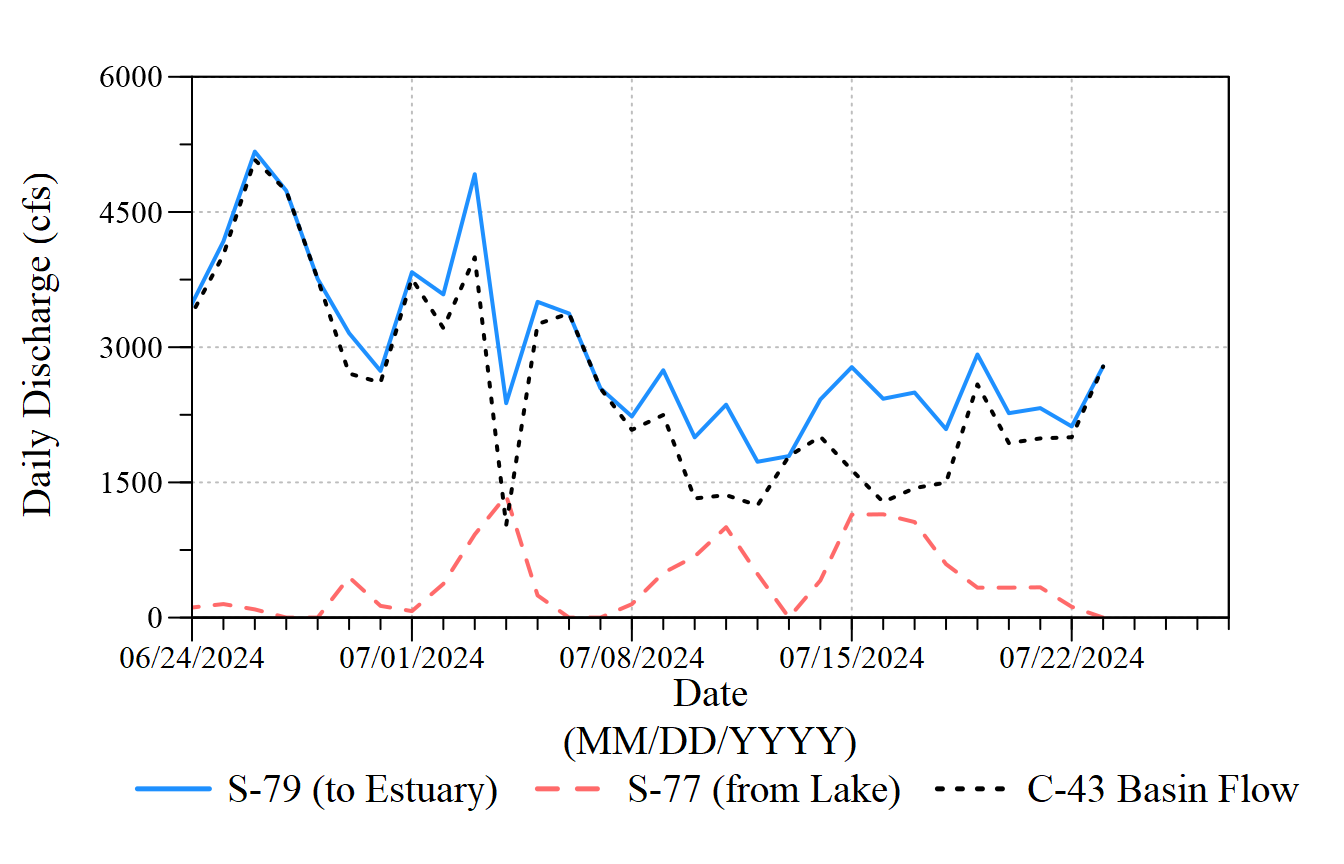 6000
4500
3000
1500
0
Daily Discharge (cfs)
06/24/2024 07/01/2024 07/08/2024 07/15/2024 07/22/2024
Date
(MM/DD/YYYY)
S-79 (to Estuary) S-77 (from Lake) C-43 Basin Flow